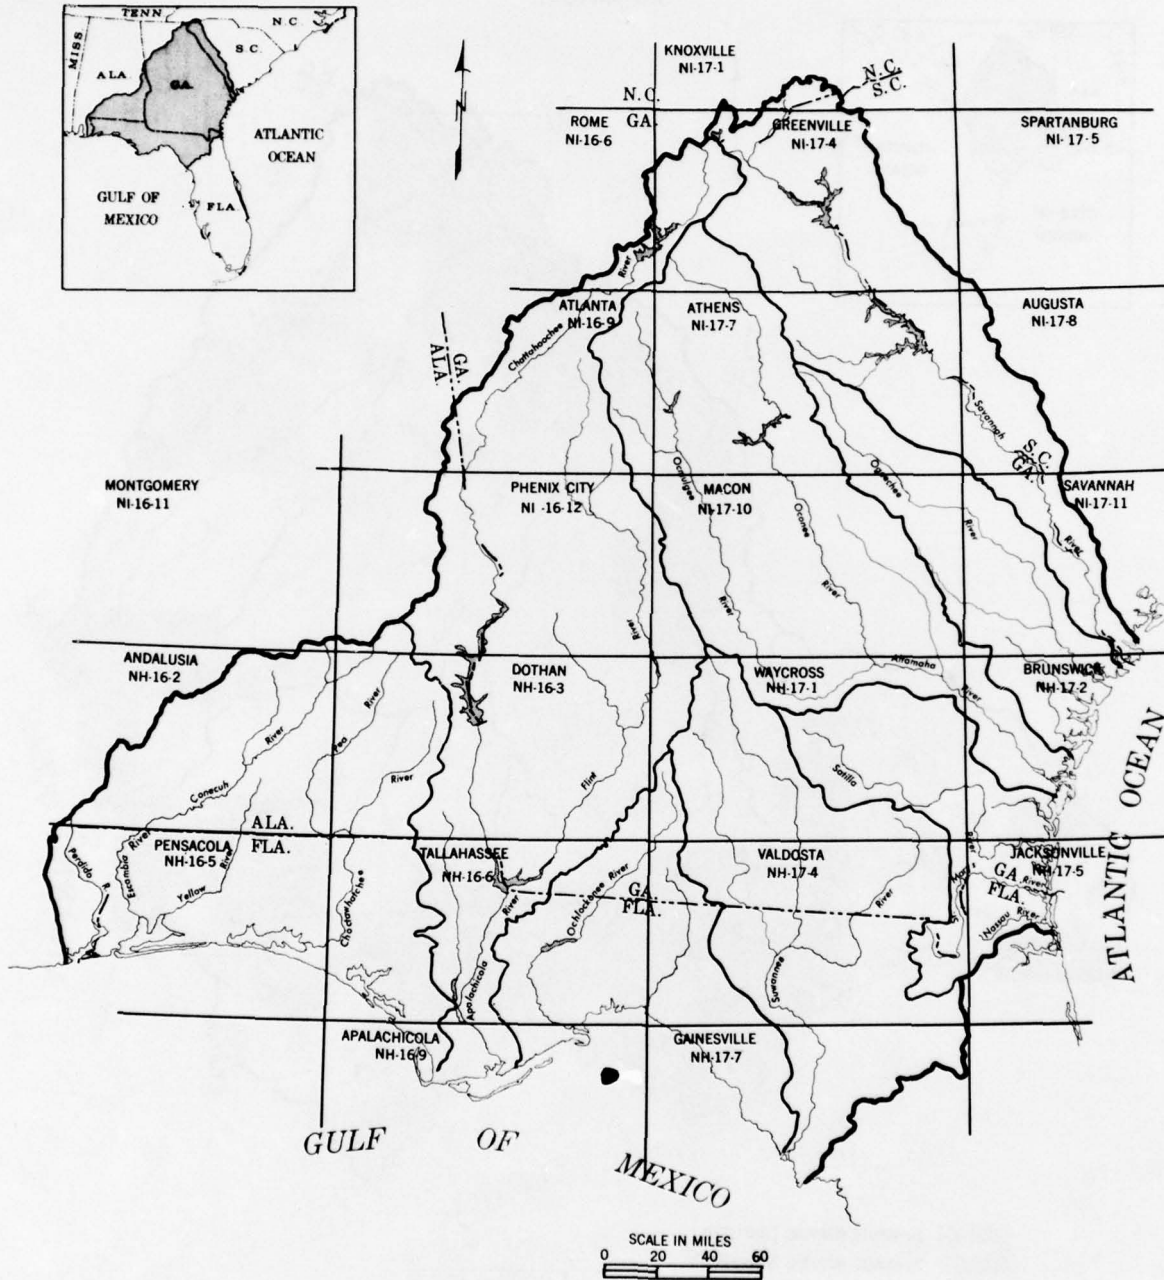 TENN.
N.C.
MISS.
S.C.
ALA.
GA.
ATLANTIC
OCEAN
GULF OF
MEXICO
FLA.
KNOXVILLE
NI-17-1
N.C.
S.C.
N.C.
GA.
ROME
NI-16-6
GREENVILLE
NI-17-4
SPARTANBURG
NI-17-5
River
ATLANTA
NI-16-9
ATHENS
NI-17-7
AUGUSTA
NI-17-8
Chattahoochee
GA.
ALA.
Savannah
S.C.
GA.
MONTGOMERY
NI-16-11
PHENIX CITY
NI -16-12
Ocmulgee
MACON
NI-17-10
Ogeechee
SAVANNAH
NI-17-11
Oconee
River
River
River
River
River
ANDALUSIA
NH-16-2
DOTHAN
NH-16-3
WAYCROSS
NH-17-1
Altamaha
River
BRUNSWICK
NH-17-2
River
River
Pea
River
Conecuh
Flint
Satilla
ATLANTIC OCEAN
ALA.
FLA.
PENSACOLA
NH-16-5
Perdido
R.
Escambia
River
Yellow
River
Choctawhatchee
TALLAHASSEE
NH-16-6
River
Apalachicola
Ochlockonee River
GA.
FLA.
VALDOSTA
NH-17-4
River
Suwannee
River
JACKSONVILLE
NH-17-5
GA.
FLA.
River
Nassau River
APALACHICOLA
NH-16-9
GAINESVILLE
NH-17-7
GULF OF MEXICO
SCALE IN MILES
0 20 40 60